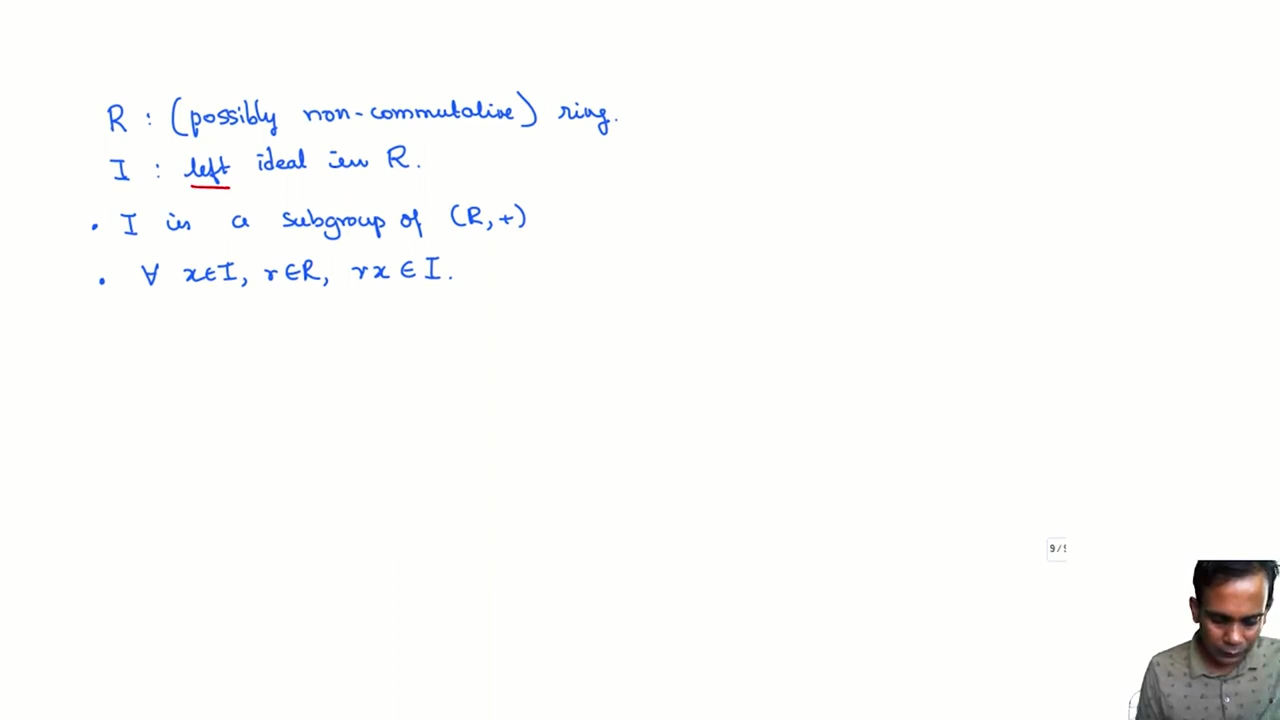 R : (possibly non-commutative) ring.
I : left ideal in R.
• I is a subgroup of (R, +)
• ∀ x∈I, r∈R, rx ∈ I.
9/9